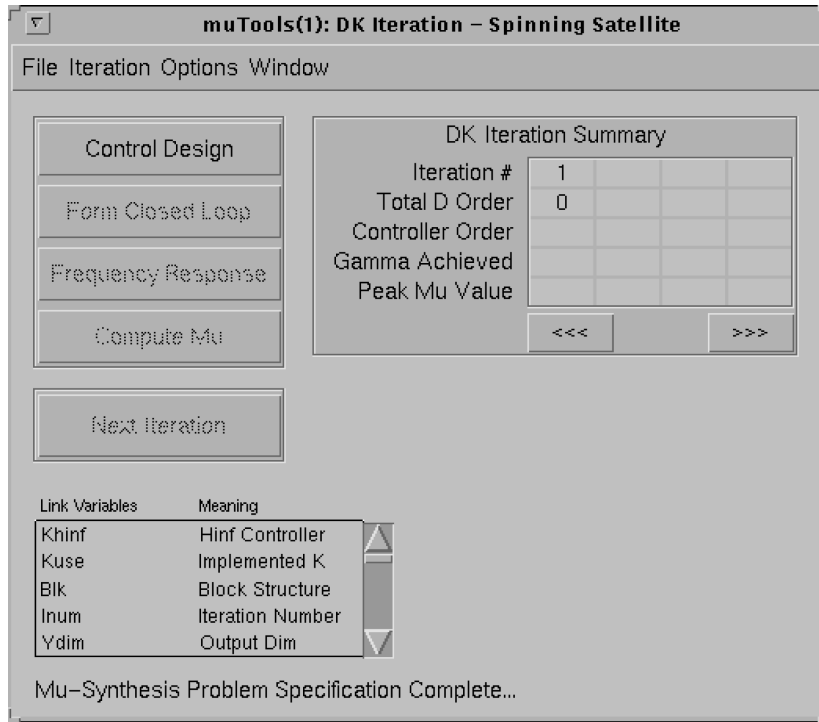 muTools(1): DK Iteration – Spinning Satellite
File Iteration Options Window
Control Design
Form Closed Loop
Frequency Response
Compute Mu
Next Iteration
DK Iteration Summary
Iteration # 1
Total D Order 0
Controller Order
Gamma Achieved
Peak Mu Value
<<< >>>
Link Variables Meaning
Khinf Hinf Controller
Kuse Implemented K
Blk Block Structure
Inum Iteration Number
Ydim Output Dim
Mu–Synthesis Problem Specification Complete...